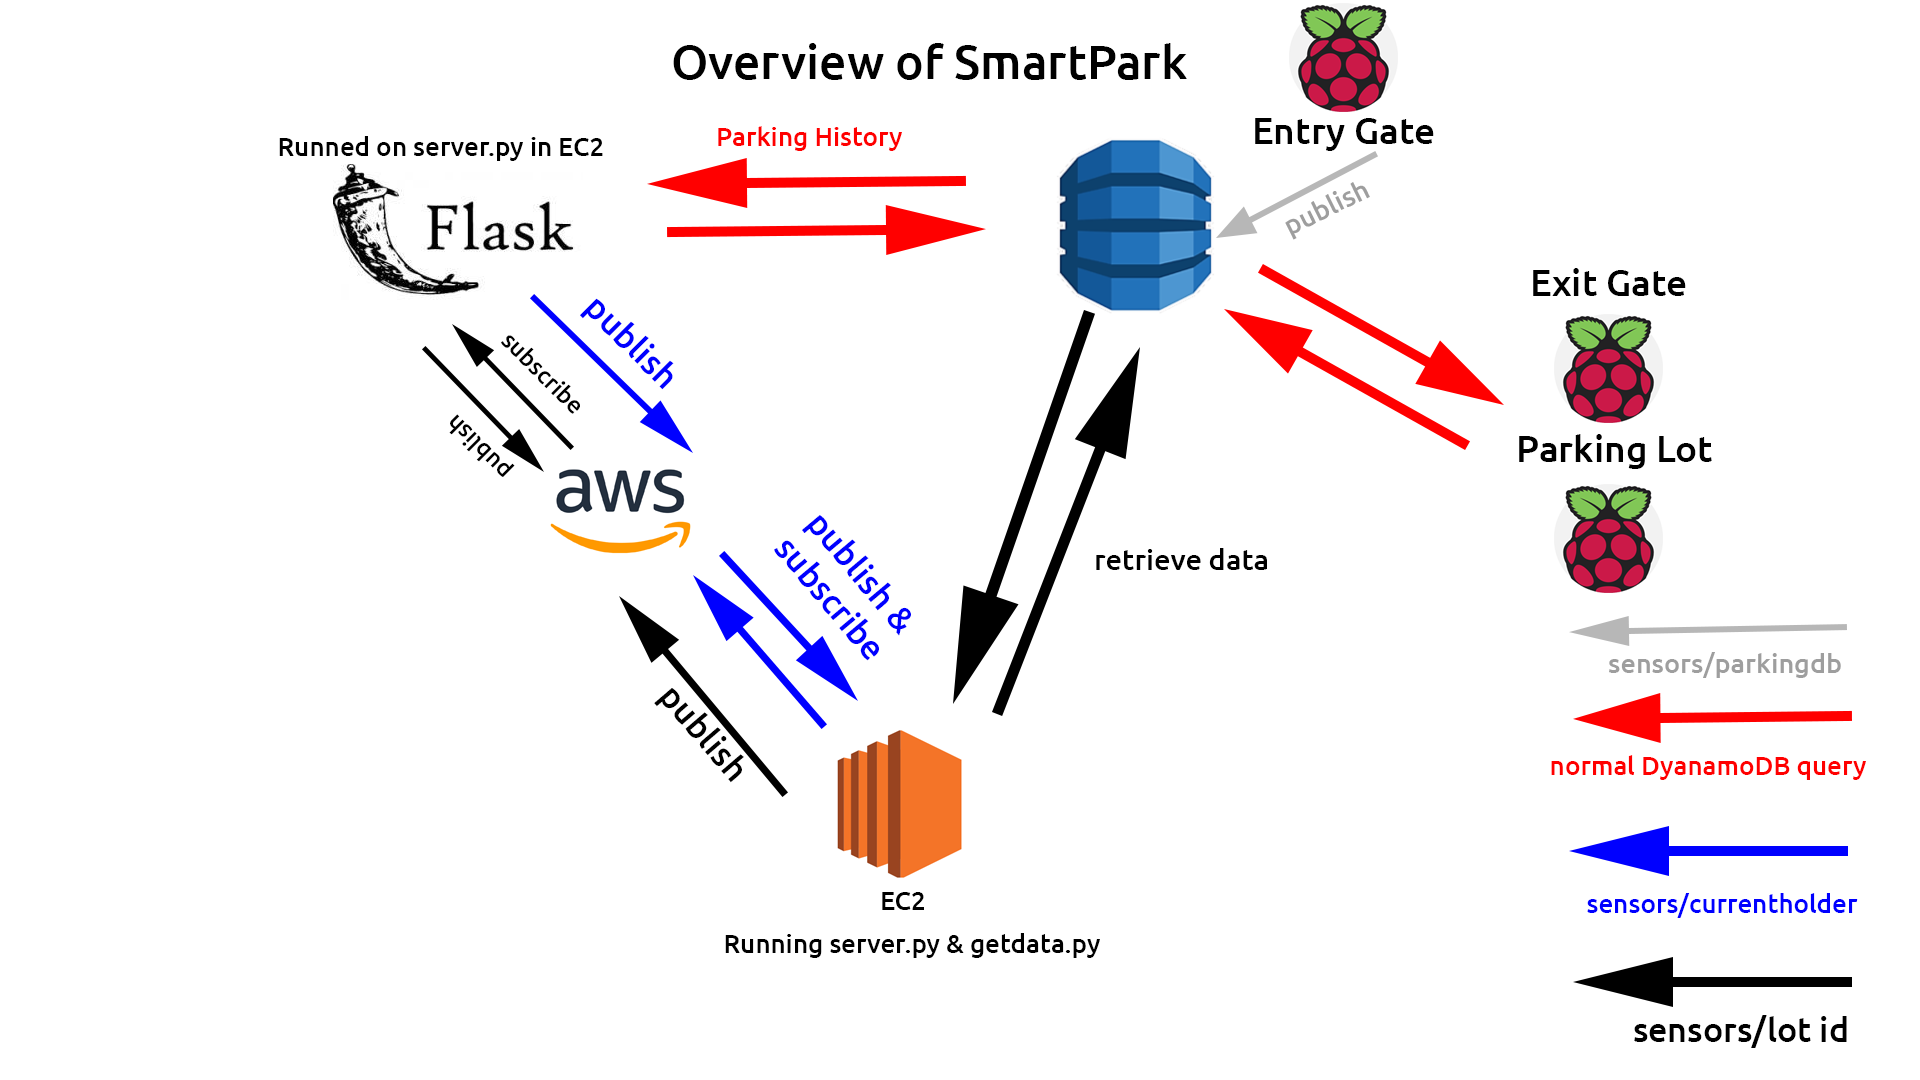 Overview of SmartPark
Entry Gate
Runned on server.py in EC2
Parking History
Flask
publish
Exit Gate
publish
subscribe
publish
Parking Lot
aws
publish &
subscribe
retrieve data
publish
sensors/parkingdb
normal DyanamoDB query
EC2
sensors/currentholder
Running server.py & getdata.py
sensors/lot id